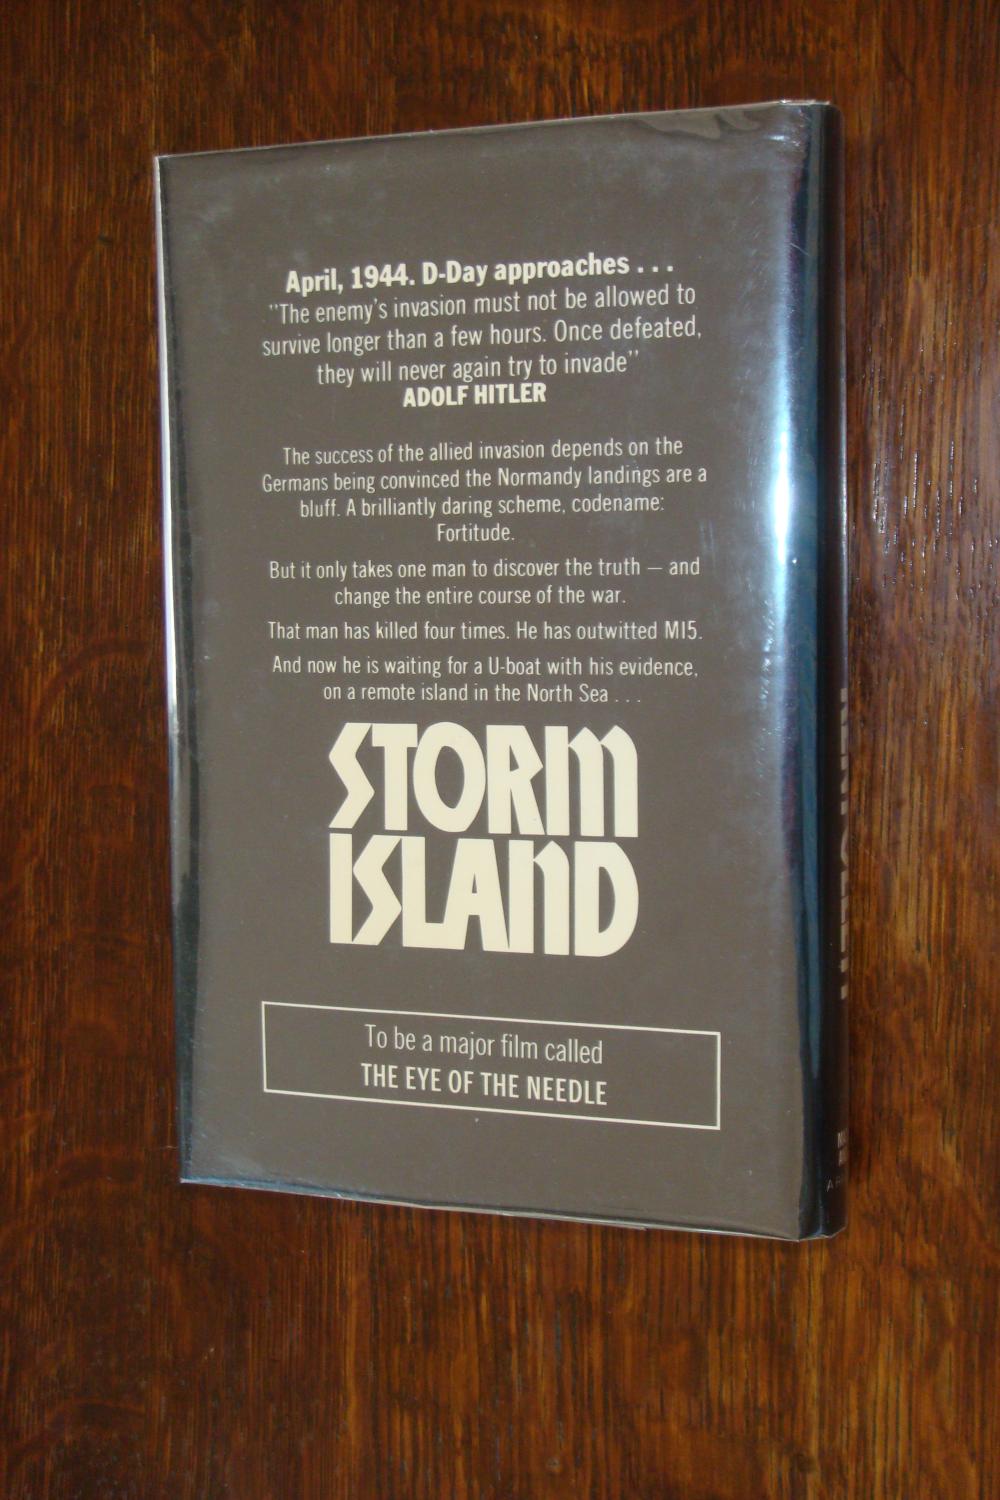 April, 1944. D-Day approaches . . .
"The enemy's invasion must not be allowed to
survive longer than a few hours. Once defeated,
they will never again try to invade"
ADOLF HITLER
The success of the allied invasion depends on the
Germans being convinced the Normandy landings are a
bluff. A brilliantly daring scheme, codename:
Fortitude.
But it only takes one man to discover the truth — and
change the entire course of the war.
That man has killed four times. He has outwitted MI5.
And now he is waiting for a U-boat with his evidence,
on a remote island in the North Sea . . .
STORM
ISLAND
To be a major film called
THE EYE OF THE NEEDLE